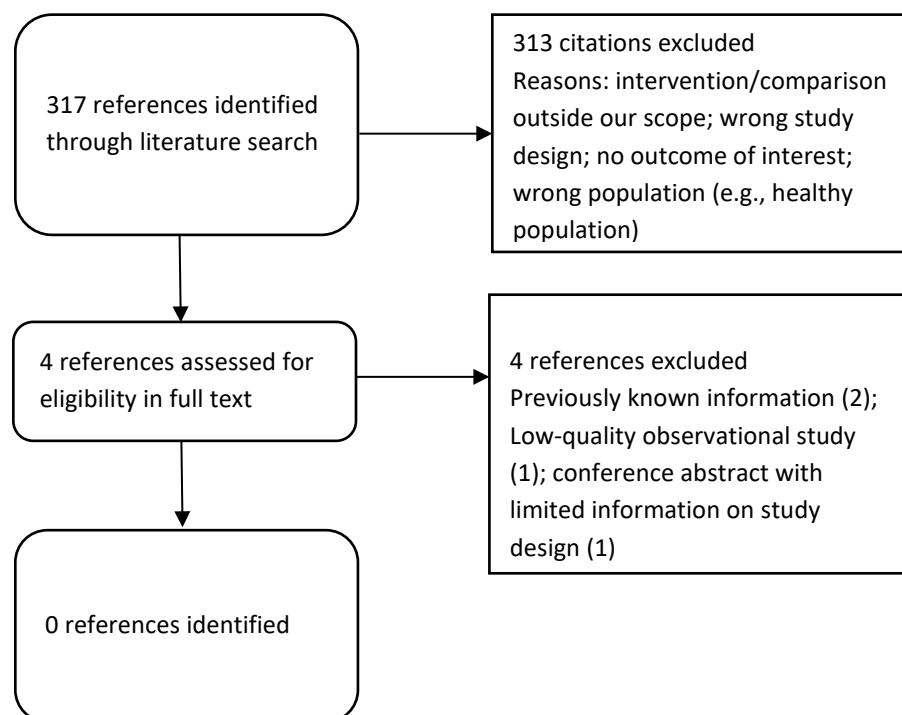 317 references identified
through literature search
313 citations excluded
Reasons: intervention/comparison
outside our scope; wrong study
design; no outcome of interest;
wrong population (e.g., healthy
population)
4 references assessed for
eligibility in full text
4 references excluded
Previously known information (2);
Low-quality observational study
(1); conference abstract with
limited information on study
design (1)
0 references identified